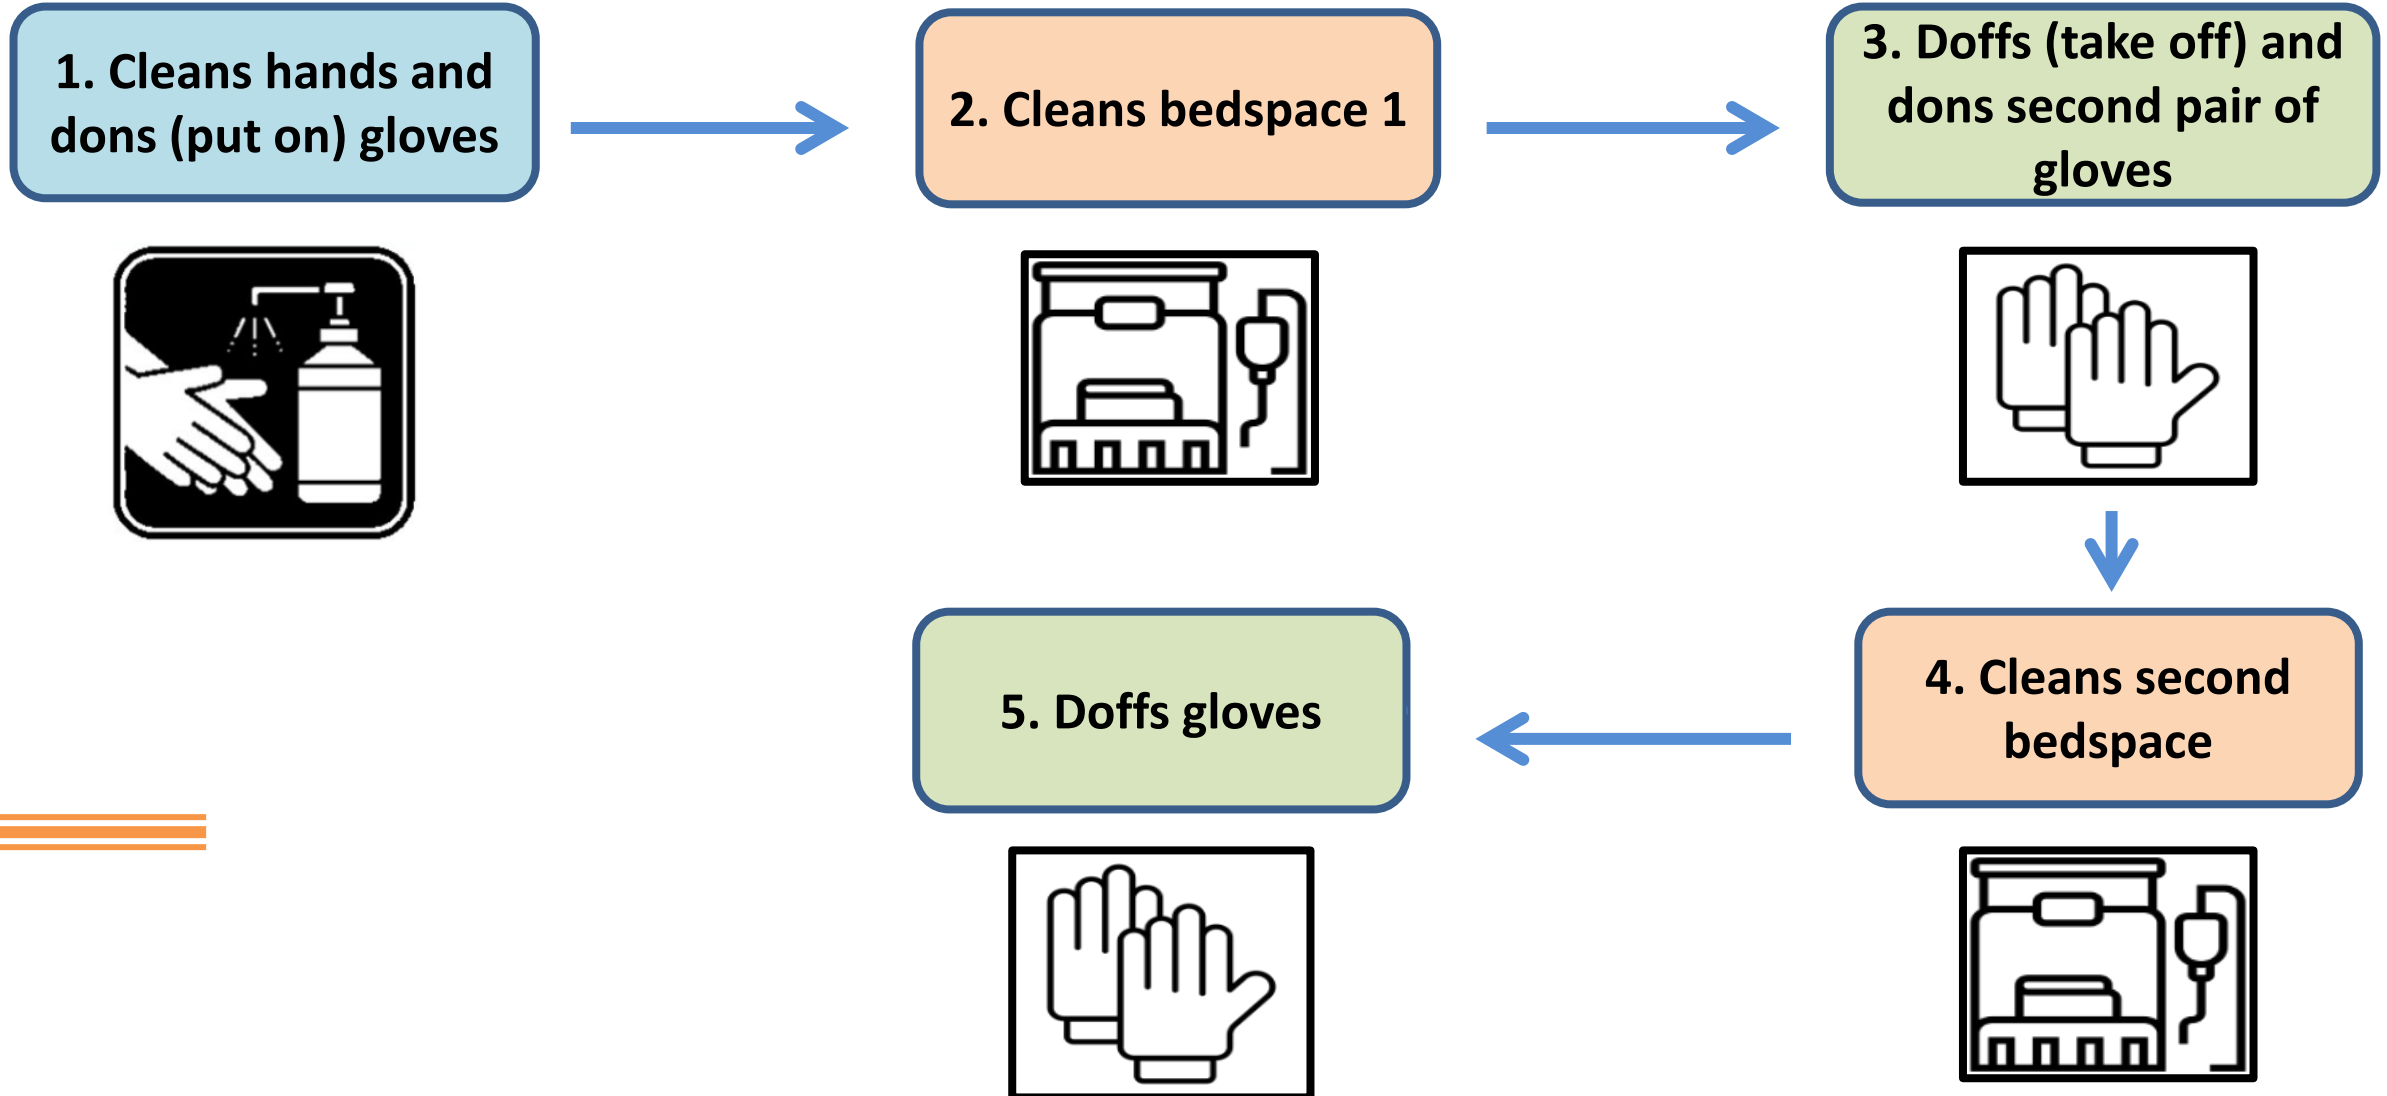 1. Cleans hands and
dons (put on) gloves
2. Cleans bedspace 1
3. Doffs (take off) and
dons second pair of
gloves
4. Cleans second
bedspace
5. Doffs gloves